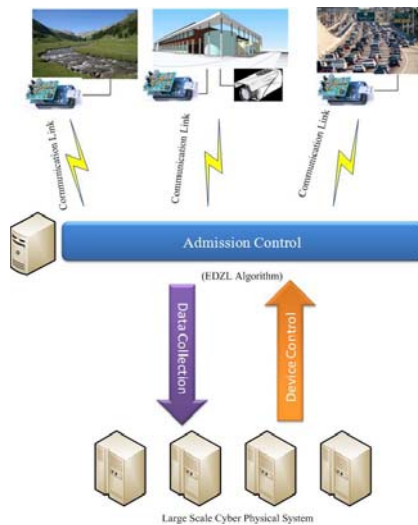 Communication Link
Communication Link
Communication Link
Admission Control
(EDZL Algorithm)
Data Collection
Device Control
Large Scale Cyber Physical System